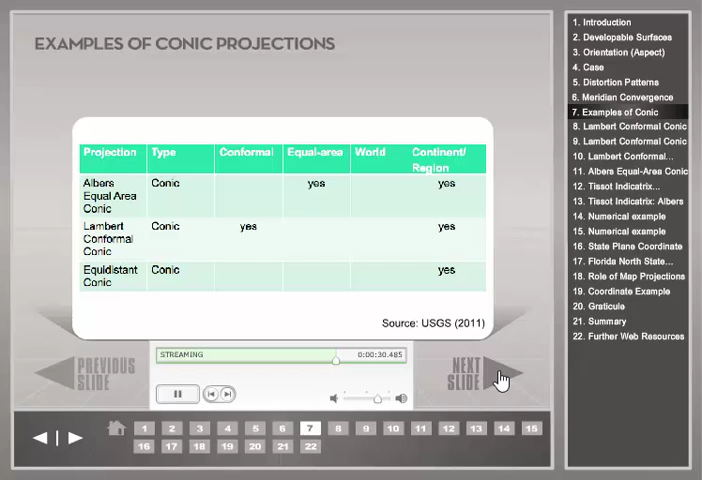 EXAMPLES OF CONIC PROJECTIONS
Projection Type Conformal Equal-area World Continent/
Region
Albers Conic yes yes
Equal Area
Conic
Lambert Conic yes yes
Conformal
Conic
Equidistant Conic yes
Conic
Source: USGS (2011)
STREAMING 0:00:30.485
PREVIOUS
SLIDE
NEXT
SLIDE
1 2 3 4 5 6 7 8 9 10 11 12 13 14 15
16 17 18 19 20 21 22
1. Introduction
2. Developable Surfaces
3. Orientation (Aspect)
4. Case
5. Distortion Patterns
6. Meridian Convergence
7. Examples of Conic
8. Lambert Conformal Conic
9. Lambert Conformal Conic
10. Lambert Conformal...
11. Albers Equal-Area Conic
12. Tissot Indicatrix...
13. Tissot Indicatrix: Albers
14. Numerical example
15. Numerical example
16. State Plane Coordinate
17. Florida North State...
18. Role of Map Projections
19. Coordinate Example
20. Graticule
21. Summary
22. Further Web Resources